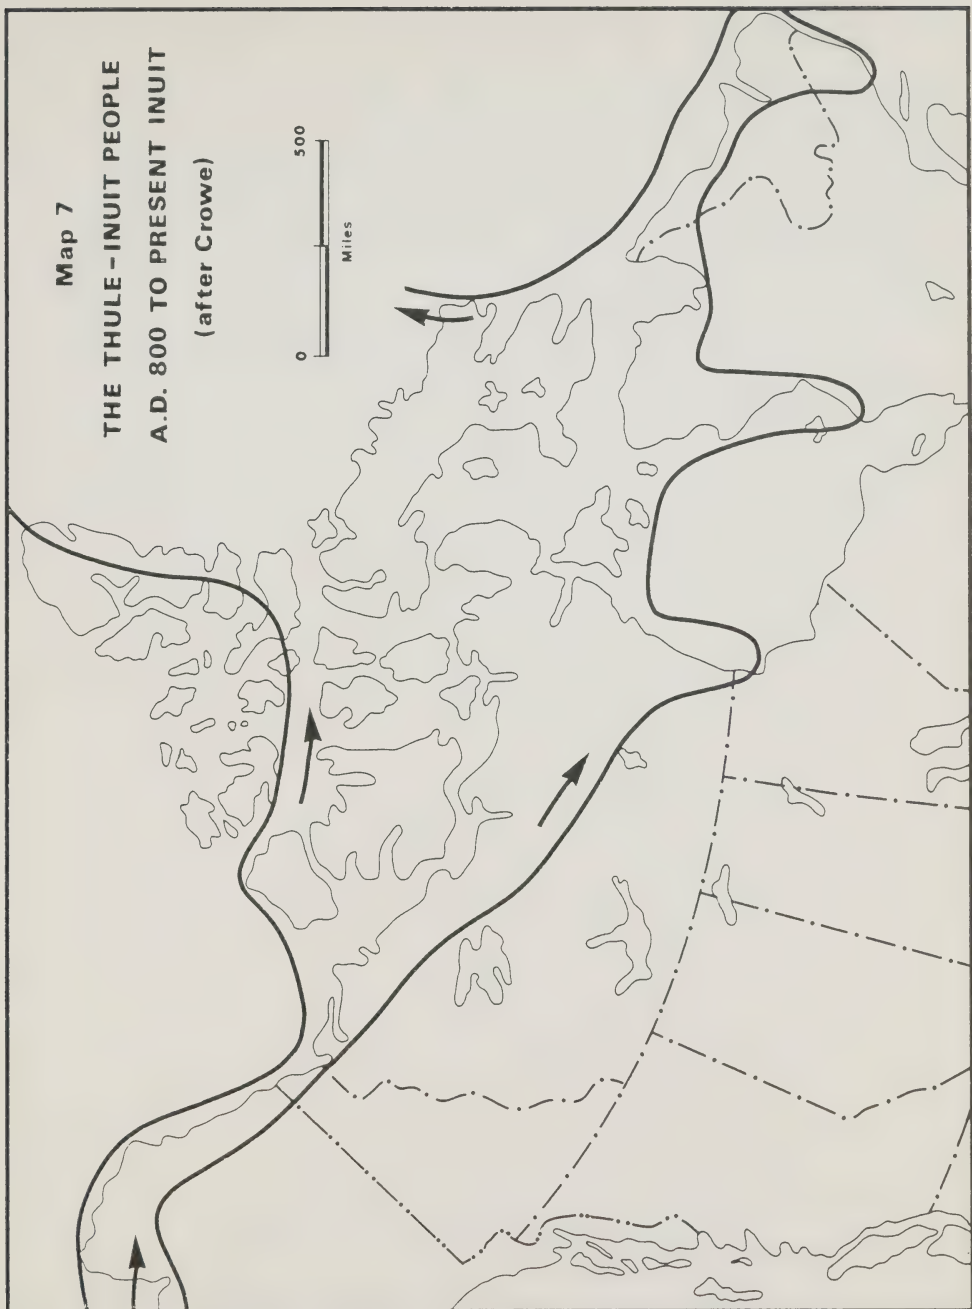 Map 7
THE THULE-INUIT PEOPLE
A.D. 800 TO PRESENT INUIT
(after Crowe)
0 500
Miles